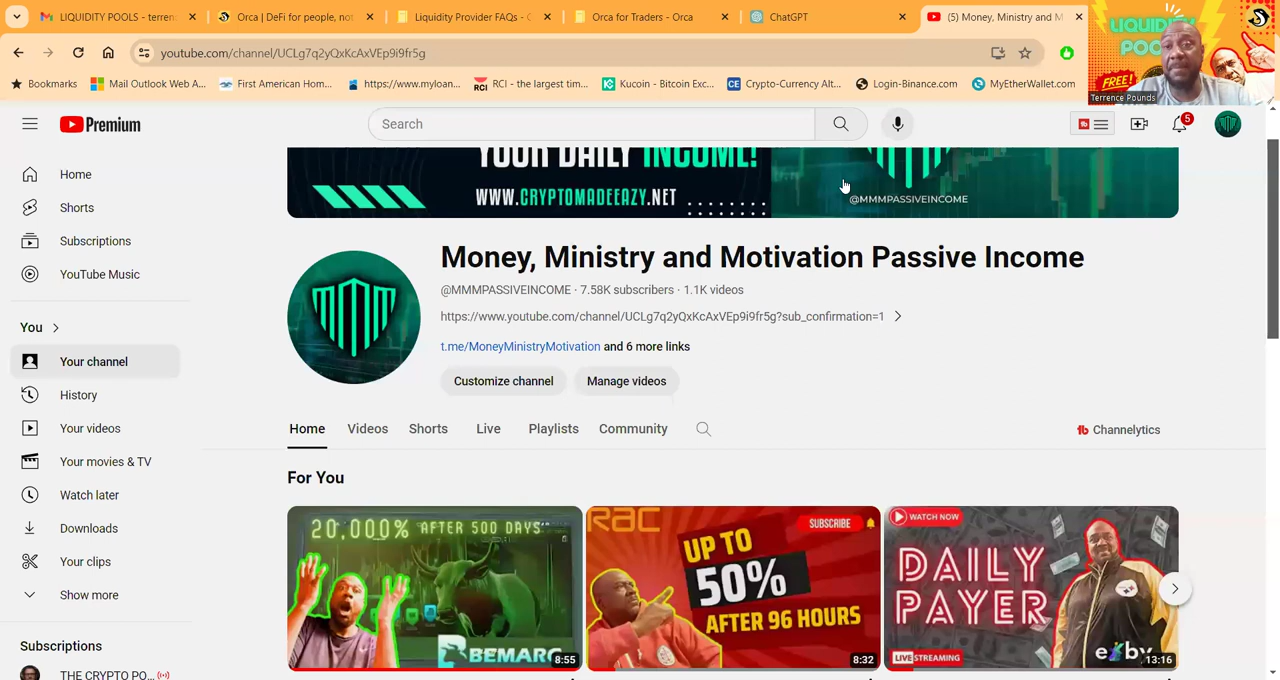 LIQUIDITY POOLS - terren
Orca | DeFi for people, not
Liquidity Provider FAQs -
Orca for Traders - Orca
ChatGPT
(5) Money, Ministry and M
LIQUIDITY
POO
FREE!
Terrence Pounds
youtube.com/channel/UCLg7q2yQxKcAxVEp9i9fr5g
Bookmarks
Mail Outlook Web A...
First American Hom...
https://www.myloan...
RCI - the largest tim...
Kucoin - Bitcoin Exc...
Crypto-Currency Alt...
Login-Binance.com
MyEtherWallet.com
Premium
Search
5
Home
Shorts
Subscriptions
YouTube Music
You
Your channel
History
Your videos
Your movies & TV
Watch later
Downloads
Your clips
Show more
Subscriptions
THE CRYPTO PO...
YOUR DAILY INCOME!
WWW.CRYPTOMADEEAZY.NET
@MMMPASSIVEINCOME
Money, Ministry and Motivation Passive Income
@MMMPASSIVEINCOME · 7.58K subscribers · 1.1K videos
https://www.youtube.com/channel/UCLg7q2yQxKcAxVEp9i9fr5g?sub_confirmation=1
t.me/MoneyMinistryMotivation and 6 more links
Customize channel
Manage videos
Home
Videos
Shorts
Live
Playlists
Community
Channelytics
For You
20,000% AFTER 500 DAYS
BEMARC
8:55
RAC
SUBSCRIBE
UP TO
50%
AFTER 96 HOURS
8:32
WATCH NOW
DAILY
PAYER
LIVE STREAMING
exby
13:16